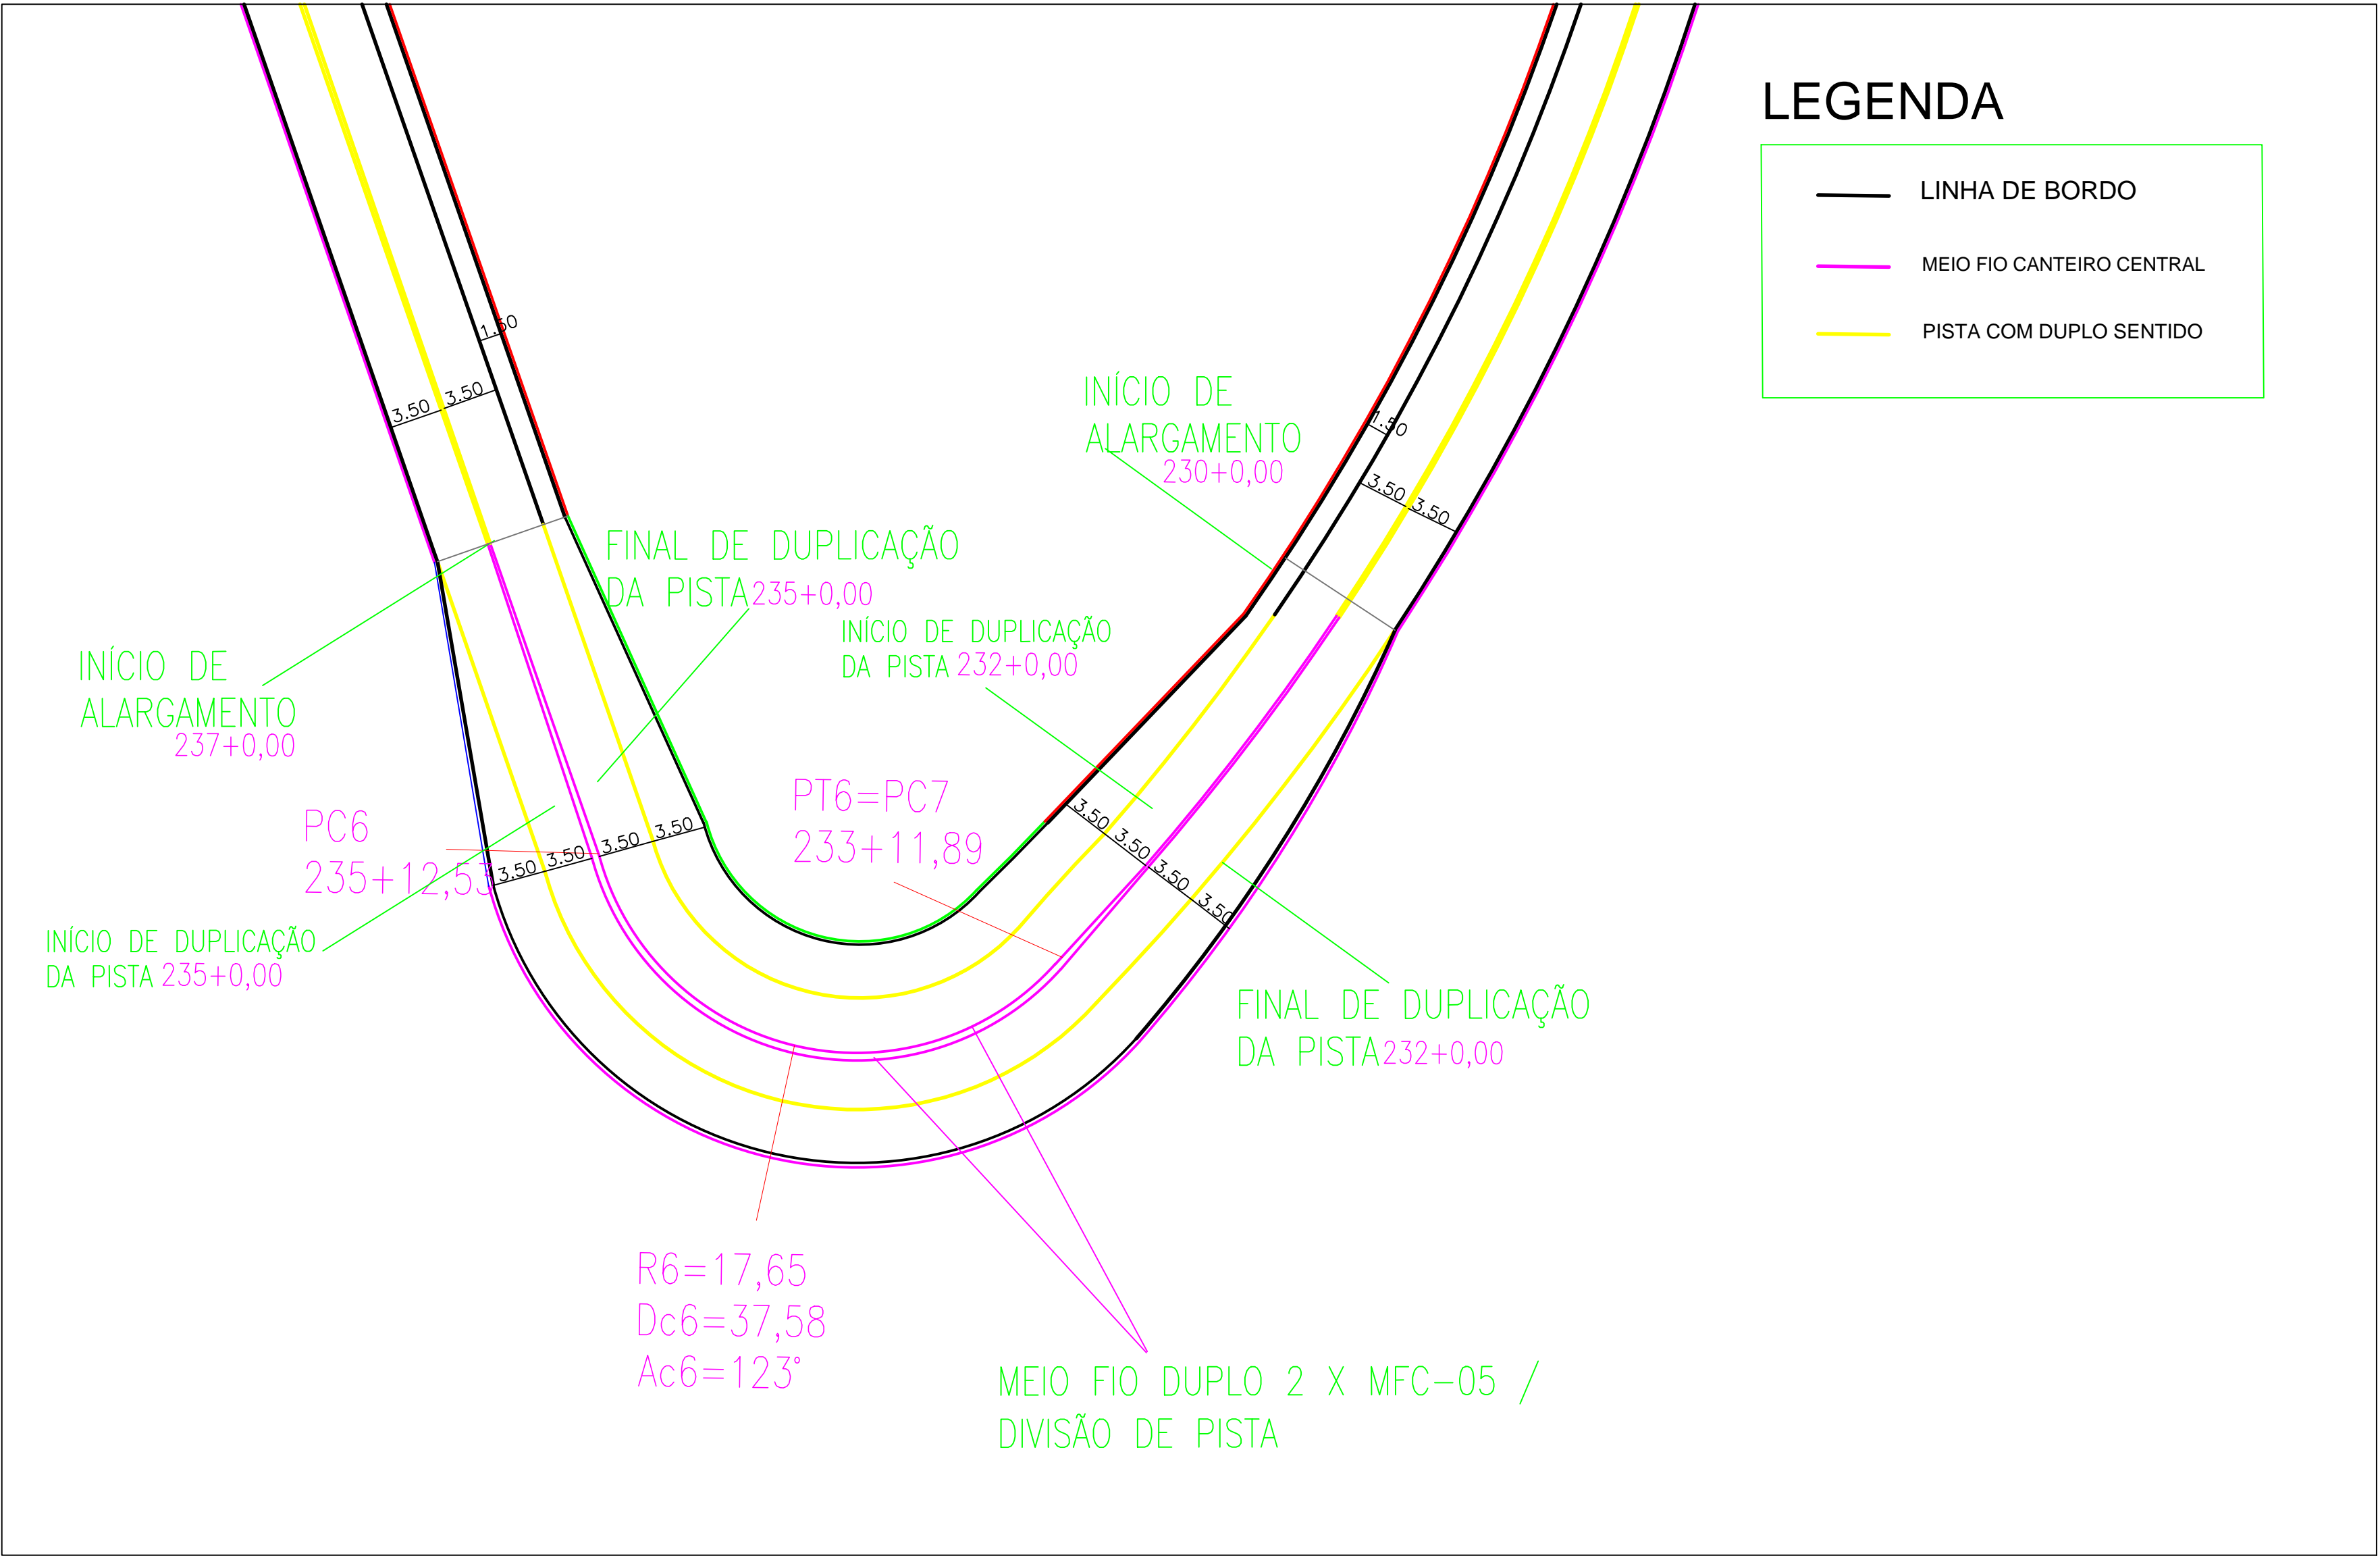 LEGENDA
LINHA DE BORDO
MEIO FIO CANTEIRO CENTRAL
PISTA COM DUPLO SENTIDO
1.50
3.50
3.50
INÍCIO DE
ALARGAMENTO
230+0,00
1.50
3.50
3.50
FINAL DE DUPLICAÇÃO
DA PISTA 235+0,00
INÍCIO DE DUPLICAÇÃO
DA PISTA 232+0,00
INÍCIO DE
ALARGAMENTO
237+0,00
PC6
235+12,53
PT6=PC7
233+11,89
3.50
3.50
3.50
3.50
3.50
3.50
3.50
3.50
INÍCIO DE DUPLICAÇÃO
DA PISTA 235+0,00
FINAL DE DUPLICAÇÃO
DA PISTA 232+0,00
R6=17,65
Dc6=37,58
Ac6=123°
MEIO FIO DUPLO 2 X MFC-05 /
DIVISÃO DE PISTA